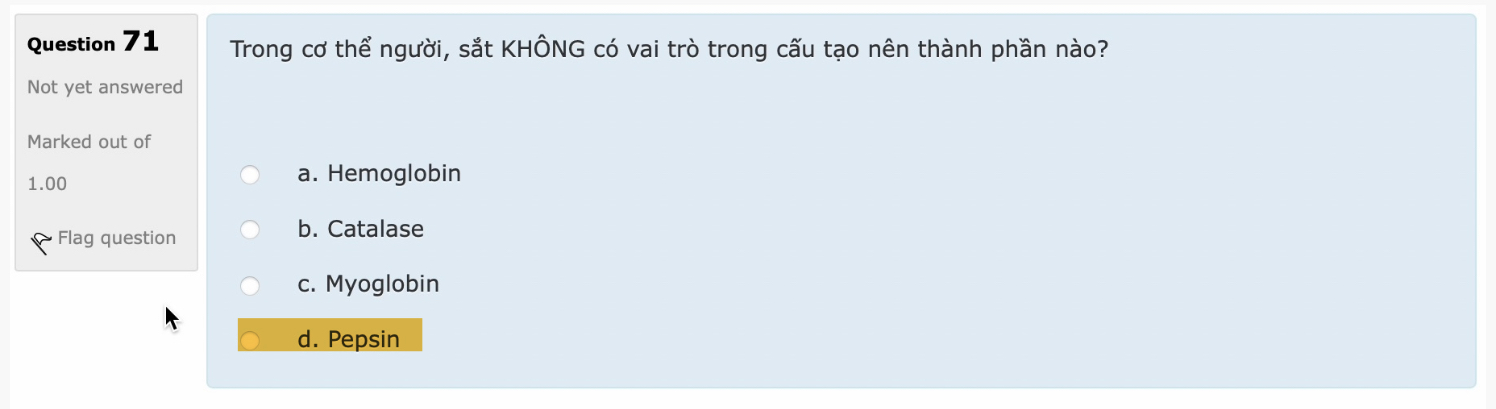 Question 71
Not yet answered
Marked out of
1.00
Flag question
Trong cơ thể người, sắt KHÔNG có vai trò trong cấu tạo nên thành phần nào?
a. Hemoglobin
b. Catalase
c. Myoglobin
d. Pepsin